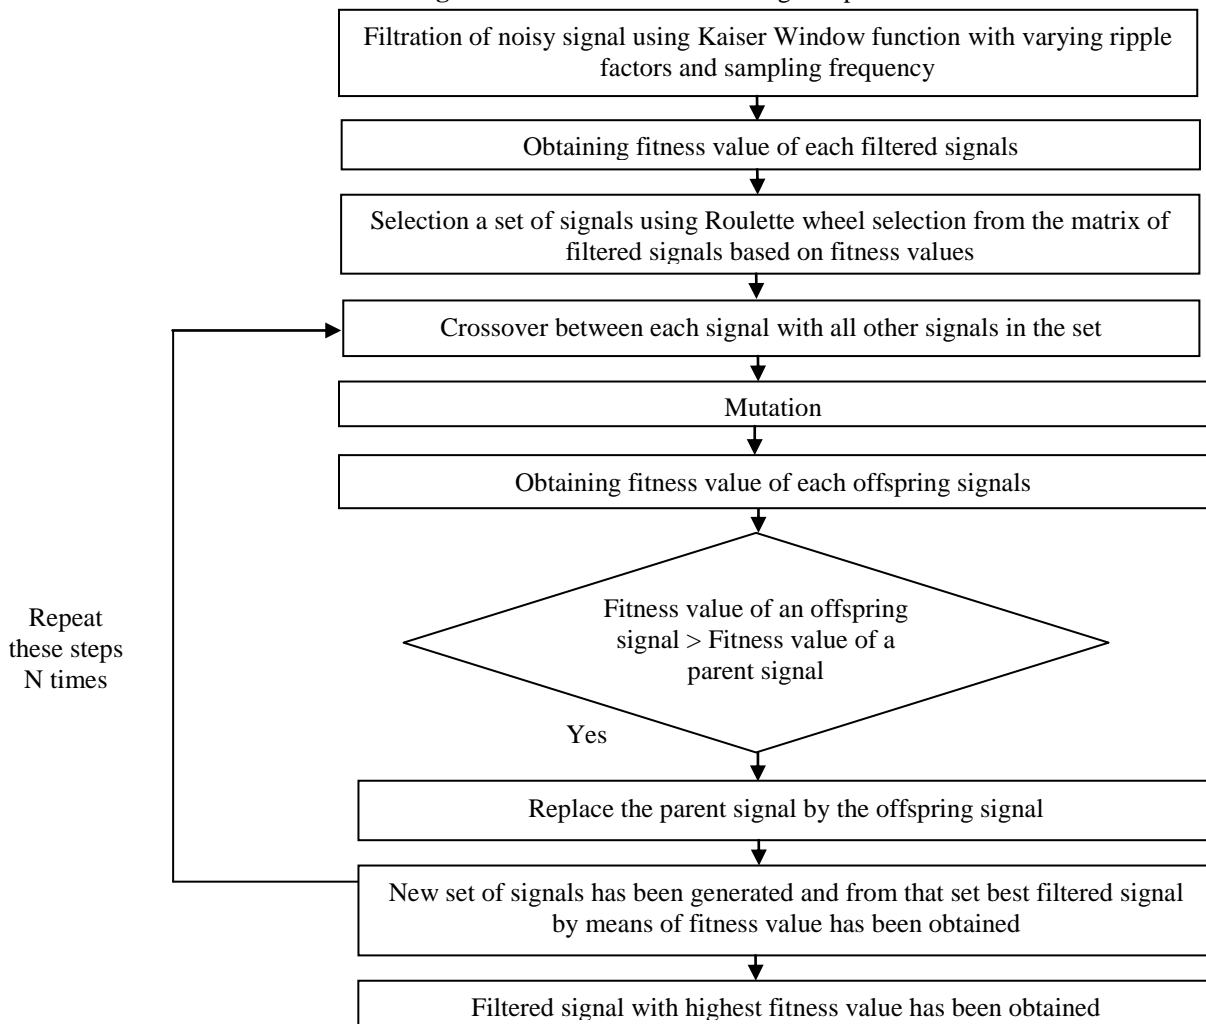 Filtration of noisy signal using Kaiser Window function with varying ripple
factors and sampling frequency
Obtaining fitness value of each filtered signals
Selection a set of signals using Roulette wheel selection from the matrix of
filtered signals based on fitness values
Crossover between each signal with all other signals in the set
Mutation
Obtaining fitness value of each offspring signals
Fitness value of an offspring
signal > Fitness value of a
parent signal
Repeat
these steps
N times
Yes
Replace the parent signal by the offspring signal
New set of signals has been generated and from that set best filtered signal
by means of fitness value has been obtained
Filtered signal with highest fitness value has been obtained